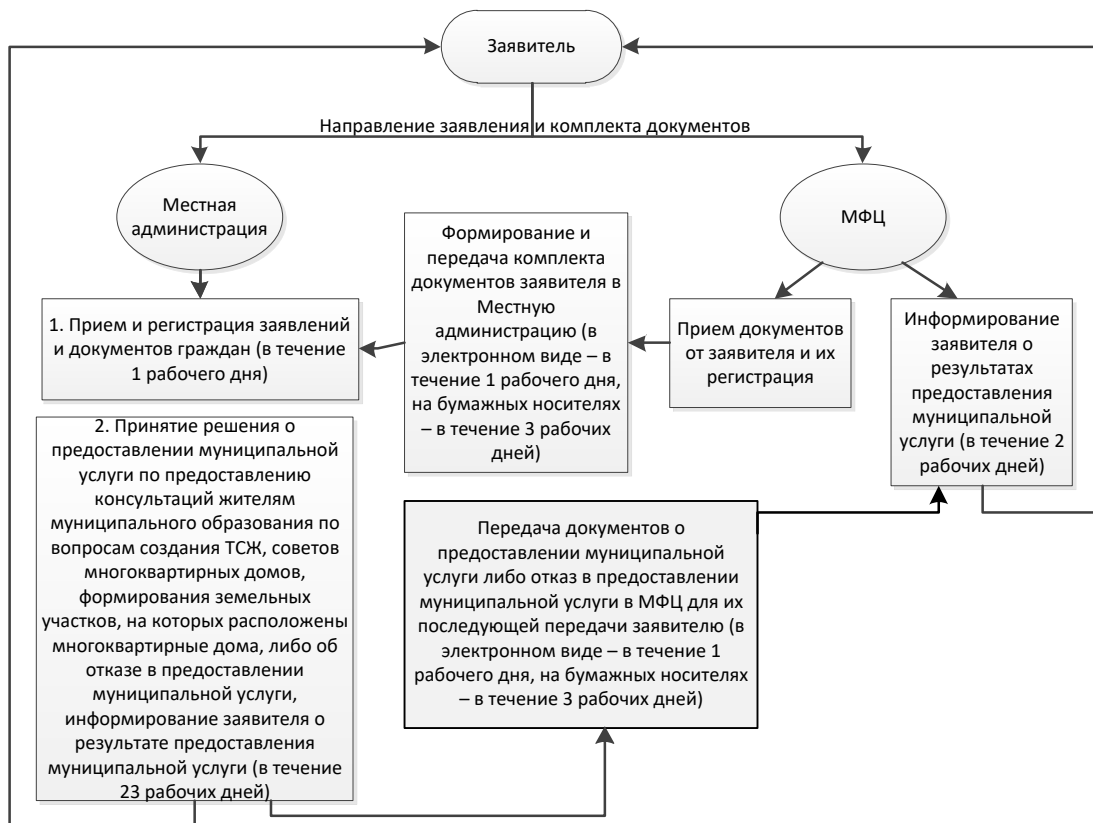 Заявитель
Направление заявления и комплекта документов
Местная
администрация
МФЦ
Формирование и
передача комплекта
документов заявителя в
Местную
администрацию (в
электронном виде – в
течение 1 рабочего дня,
на бумажных носителях
– в течение 3 рабочих
дней)
1. Прием и регистрация заявлений
и документов граждан (в течение
1 рабочего дня)
Прием документов
от заявителя и их
регистрация
Информирование
заявителя о
результатах
предоставления
муниципальной
услуги (в течение 2
рабочих дней)
2. Принятие решения о
предоставлении муниципальной
услуги по предоставлению
консультаций жителям
муниципального образования по
вопросам создания ТСЖ, советов
многоквартирных домов,
формирования земельных
участков, на которых расположены
многоквартирные дома, либо об
отказе в предоставлении
муниципальной услуги,
информирование заявителя о
результате предоставления
муниципальной услуги (в течение
23 рабочих дней)
Передача документов о
предоставлении муниципальной
услуги либо отказ в предоставлении
муниципальной услуги в МФЦ для их
последующей передачи заявителю (в
электронном виде – в течение 1
рабочего дня, на бумажных носителях
– в течение 3 рабочих дней)